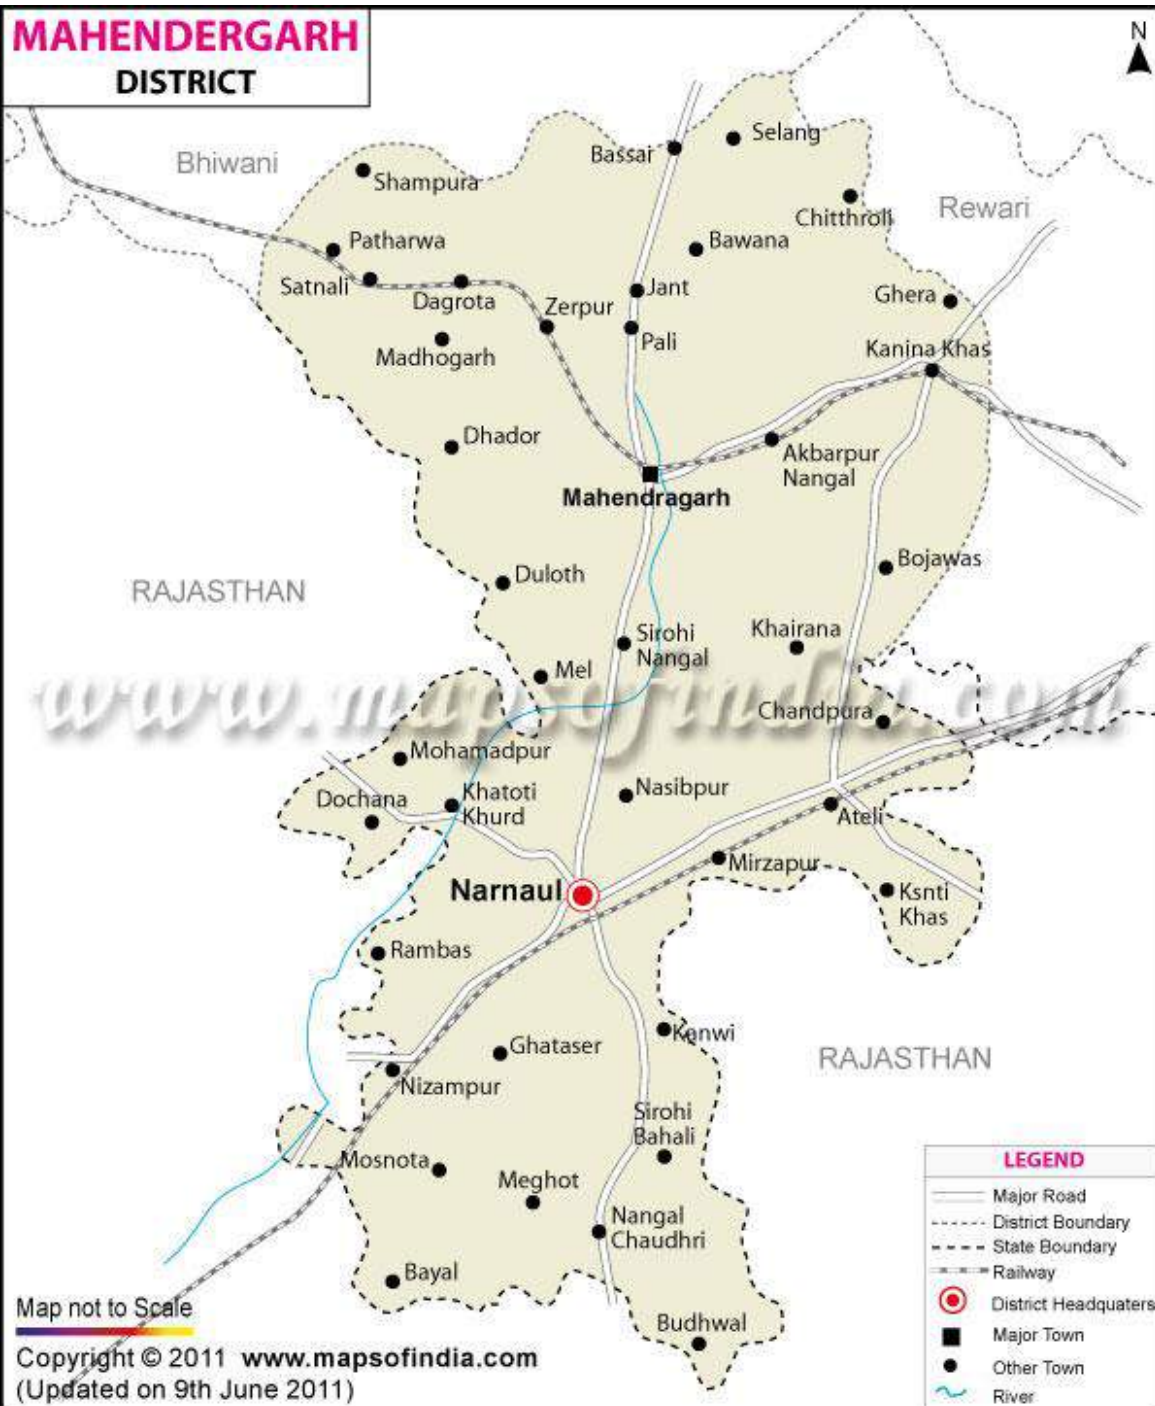 MAHENDERGARH
DISTRICT
N
Selang
Bassai
Bhiwani
Shampura
Chitthroli
Rewari
Patharwa
Bawana
Satnali
Dagrota
Jant
Ghera
Zerpur
Pali
Madhogarh
Kanina Khas
Dhador
Akbarpur
Nangal
Mahendragarh
Bojawas
Duloth
RAJASTHAN
Sirohi
Nangal
Khairana
Mel
www.mapsofindia.com
Chandpura
Mohamadpur
Dochana
Khatoti
Khurd
Nasibpur
Ateli
Mirzapur
Narnaul
Ksnti
Khas
Rambas
Kanwi
Ghataser
RAJASTHAN
Nizampur
Sirohi
Bahali
Mosnota
Meghot
Nangal
Chaudhri
Bayal
Budhwal
LEGEND
Major Road
District Boundary
State Boundary
Railway
District Headquaters
Major Town
Other Town
River
Map not to Scale
Copyright © 2011 www.mapsofindia.com
(Updated on 9th June 2011)